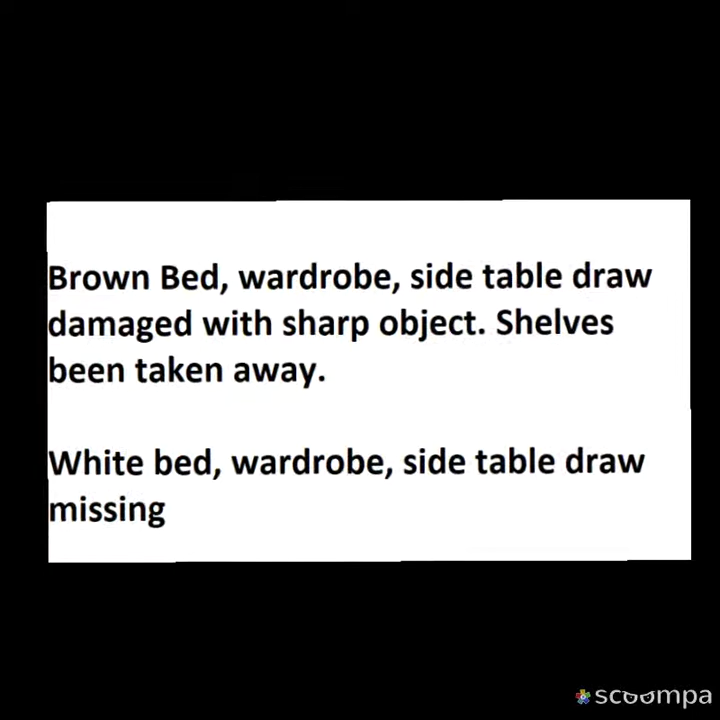 Brown Bed, wardrobe, side table draw
damaged with sharp object. Shelves
been taken away.
White bed, wardrobe, side table draw
missing
scoompa